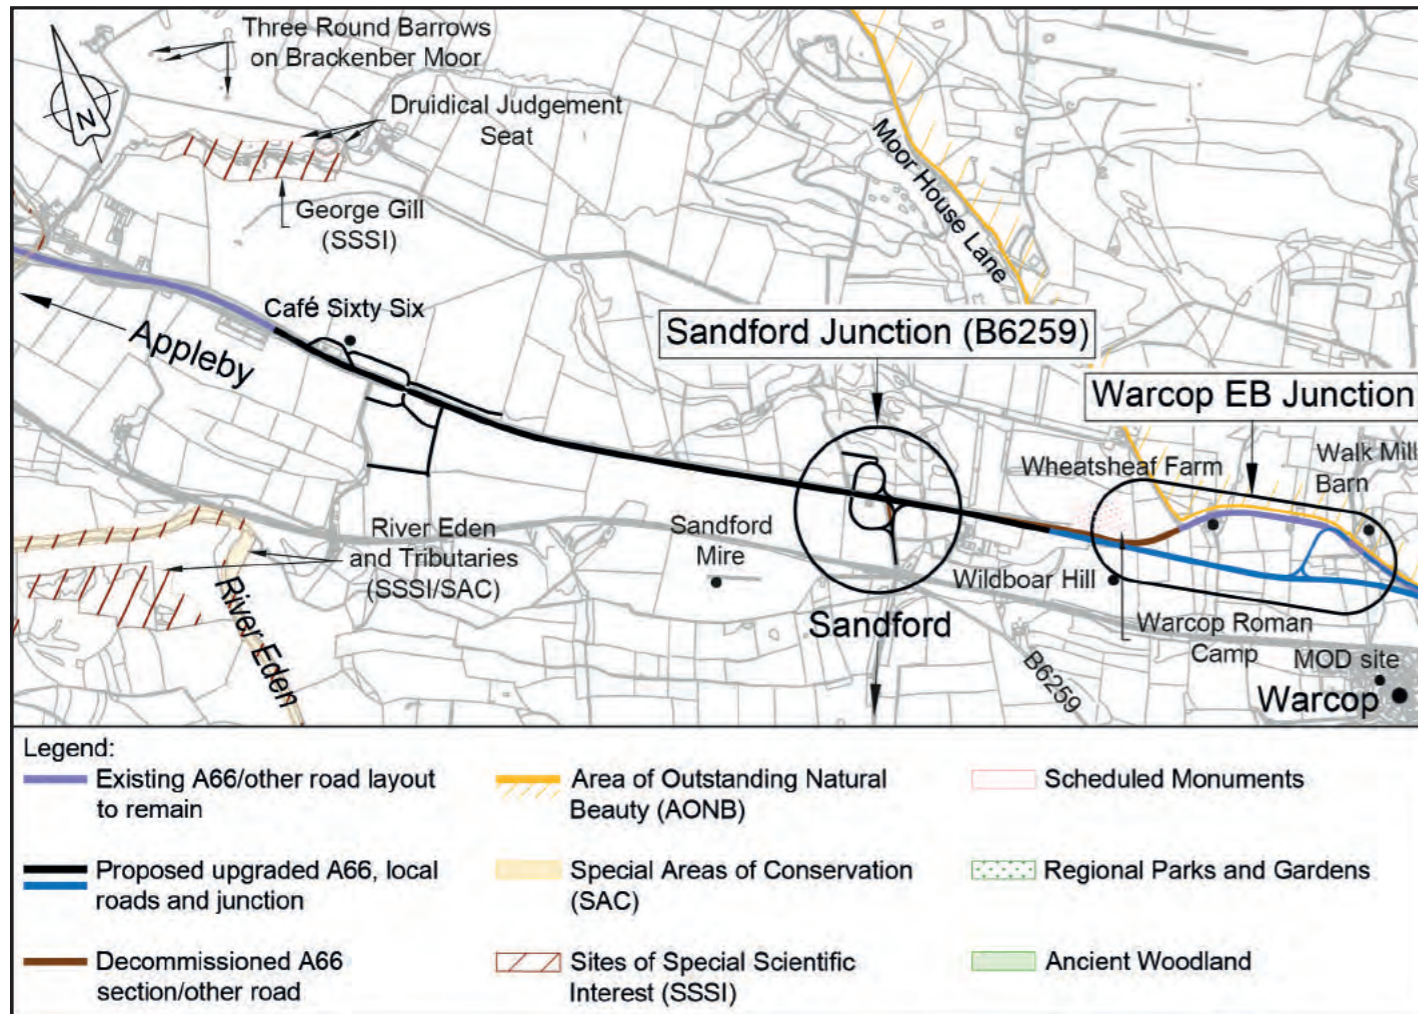 Three Round Barrows
on Brackenber Moor
N
Druidical Judgement
Seat
George Gill
(SSSI)
Moor House Lane
Café Sixty Six
Appleby
Sandford Junction (B6259)
Warcop EB Junction
Wheatsheaf Farm
Walk Mill
Barn
River Eden
and Tributaries
(SSSI/SAC)
Sandford
Mire
Wildboar Hill
River Eden
Sandford
Warcop Roman
Camp
B6259
MOD site
Warcop
Legend:
Existing A66/other road layout
to remain
Proposed upgraded A66, local
roads and junction
Decommissioned A66
section/other road
Area of Outstanding Natural
Beauty (AONB)
Special Areas of Conservation
(SAC)
Sites of Special Scientific
Interest (SSSI)
Scheduled Monuments
Regional Parks and Gardens
Ancient Woodland